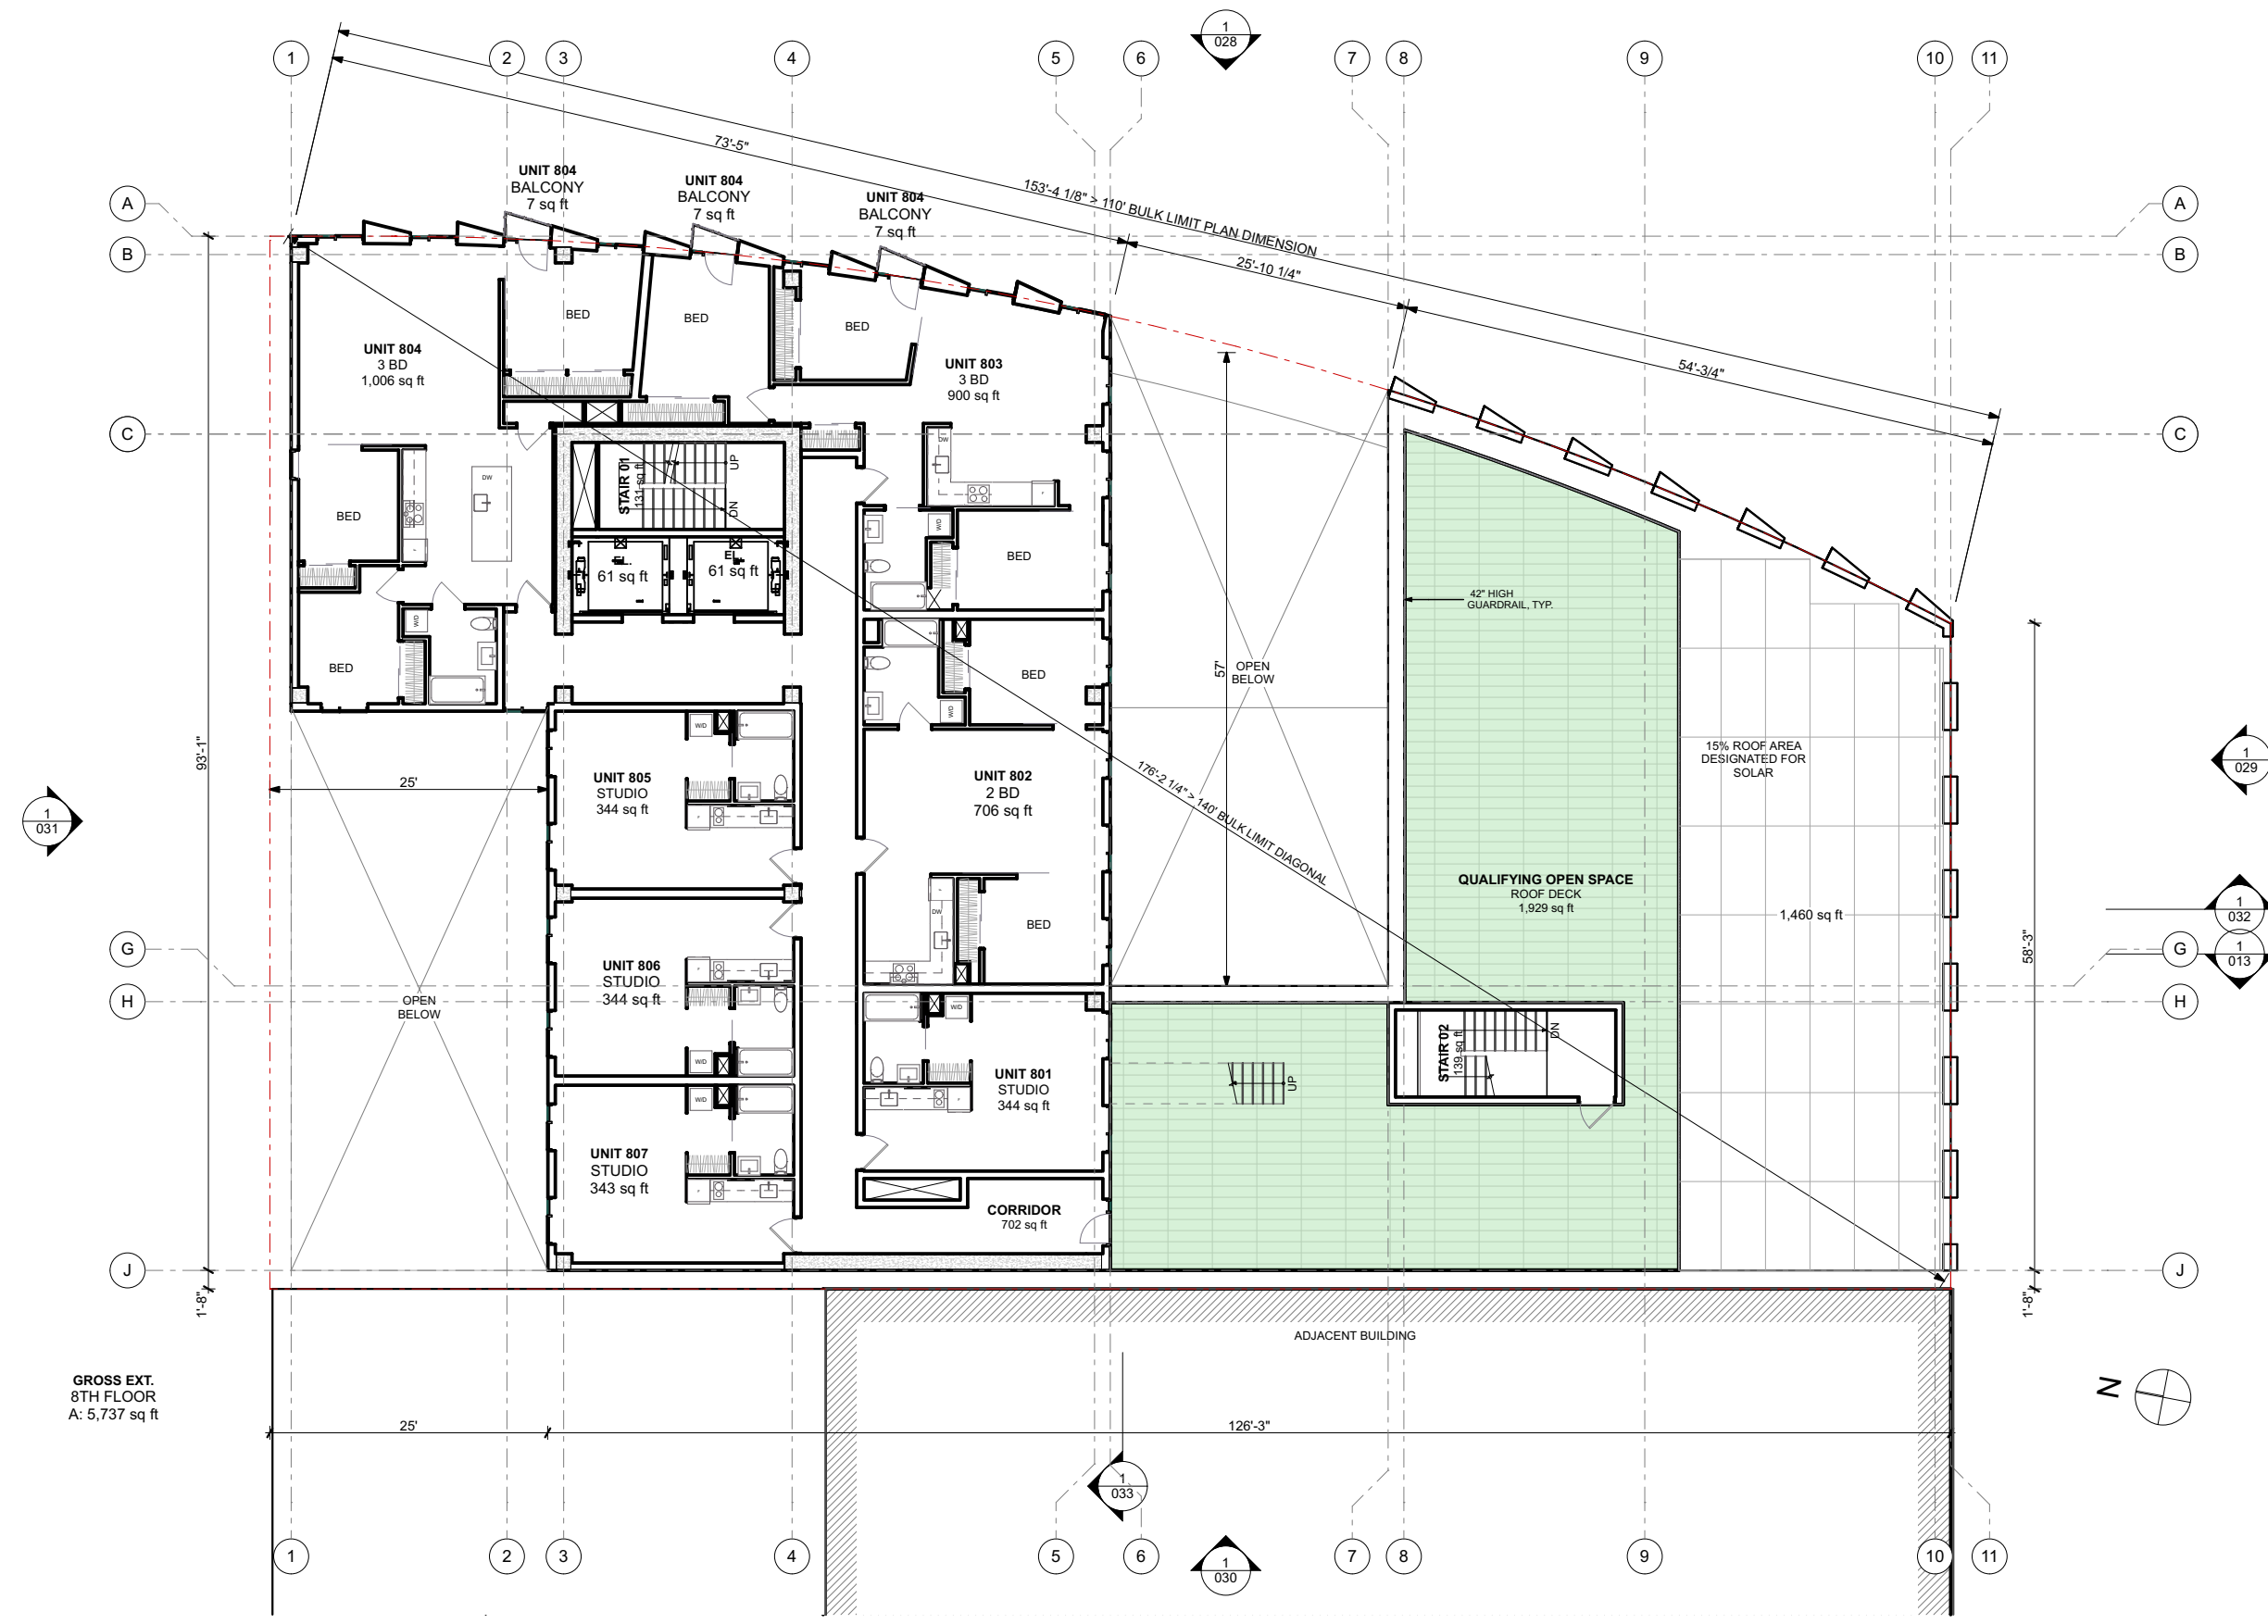 1
028
1
2
3
4
5
6
7
8
9
10
11
73'-5"
153'-4 1/8" > 110' BULK LIMIT PLAN DIMENSION
25'-10 1/4"
54'-3/4"
A
A
B
B
C
C
UNIT 804
BALCONY
7 sq ft
UNIT 804
BALCONY
7 sq ft
UNIT 804
BALCONY
7 sq ft
BED
BED
BED
UNIT 804
3 BD
1,006 sq ft
UNIT 803
3 BD
900 sq ft
DW
DW
STAIR 01
131 sq ft
UP
DN
BED
BED
EL.
61 sq ft
61 sq ft
W/D
W/D
BED
BED
W/D
42" HIGH
GUARDRAIL, TYP.
57'
OPEN
BELOW
93'-1"
25'
W/D
UNIT 805
STUDIO
344 sq ft
UNIT 802
2 BD
706 sq ft
176'-2 1/4" > 140' BULK LIMIT DIAGONAL
15% ROOF AREA
DESIGNATED FOR
SOLAR
1
029
1
031
QUALIFYING OPEN SPACE
ROOF DECK
1,929 sq ft
1,460 sq ft
1
032
1
013
DW
BED
G
G
H
H
58'-3"
UNIT 806
STUDIO
344 sq ft
OPEN
BELOW
W/D
W/D
STAIR 02
139 sq ft
DN
UP
UNIT 801
STUDIO
344 sq ft
W/D
UNIT 807
STUDIO
343 sq ft
CORRIDOR
702 sq ft
J
J
1'-8"
1'-8"
ADJACENT BUILDING
GROSS EXT.
8TH FLOOR
A: 5,737 sq ft
N
25'
126'-3"
1
033
1
2
3
4
5
6
7
8
9
10
11
1
030